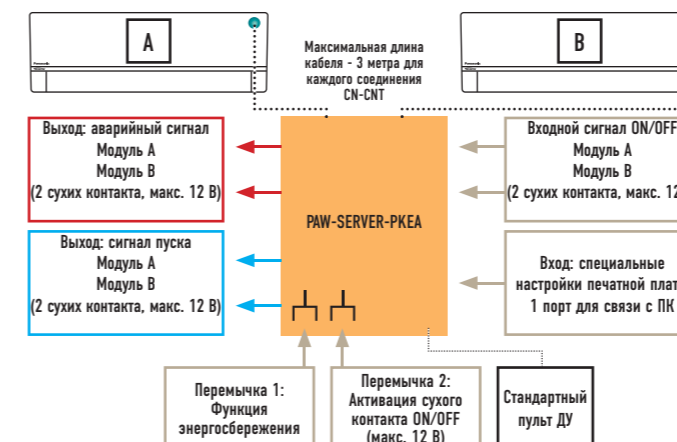 A
B
Максимальная длина
кабеля - 3 метра для
каждого соединения
CN-CNT
Выход: аварийный сигнал
Модуль A
Модуль B
(2 сухих контакта, макс. 12 В)
Входной сигнал ON/OFF
Модуль A
Модуль B
(2 сухих контакта, макс. 12
PAW-SERVER-PKEA
Выход: сигнал пуска
Модуль A
Модуль B
(2 сухих контакта, макс. 12 В)
Вход: специальные
настройки печатной плат
1 порт для связи с ПК
Перемычка 1:
Функция
энергосбережения
Перемычка 2:
Активация сухого
контакта ON/OFF
(макс. 12 В)
Стандартный
пульт ДУ